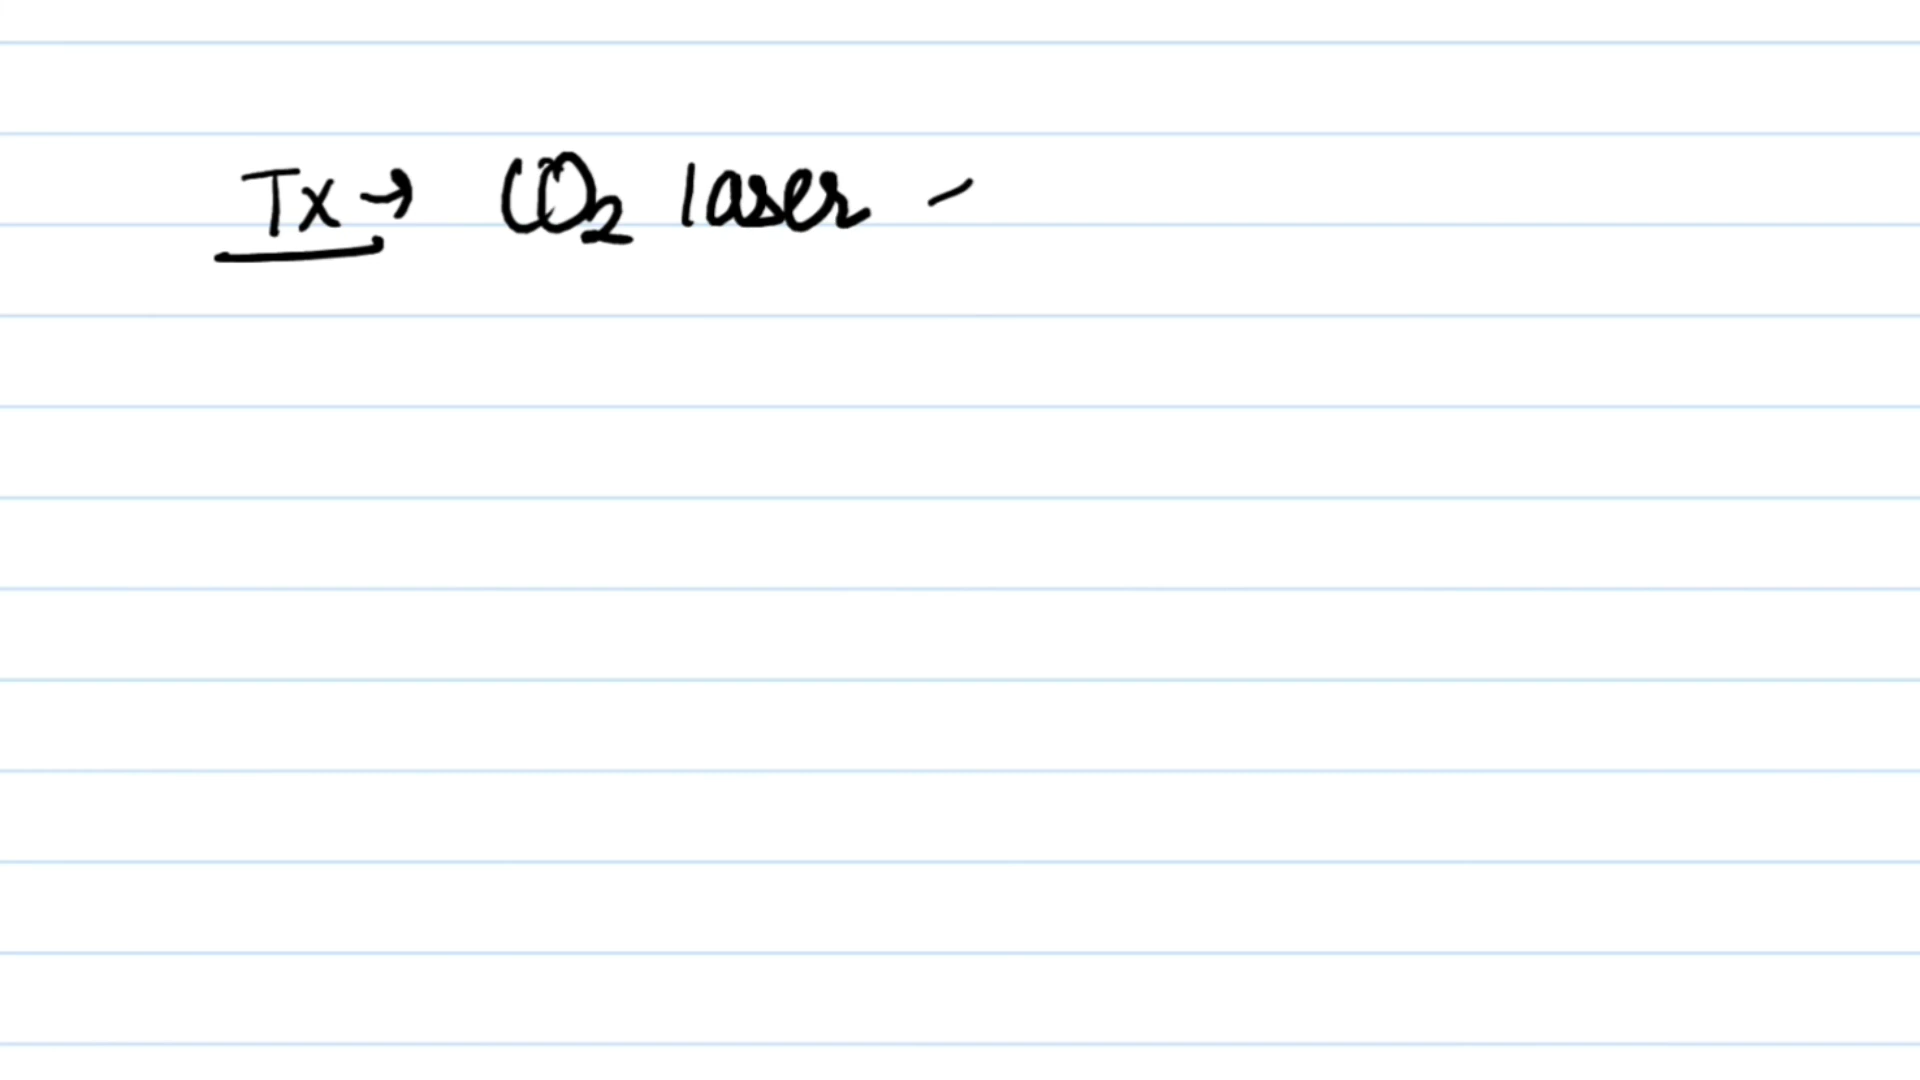 Tx → CO₂ laser -